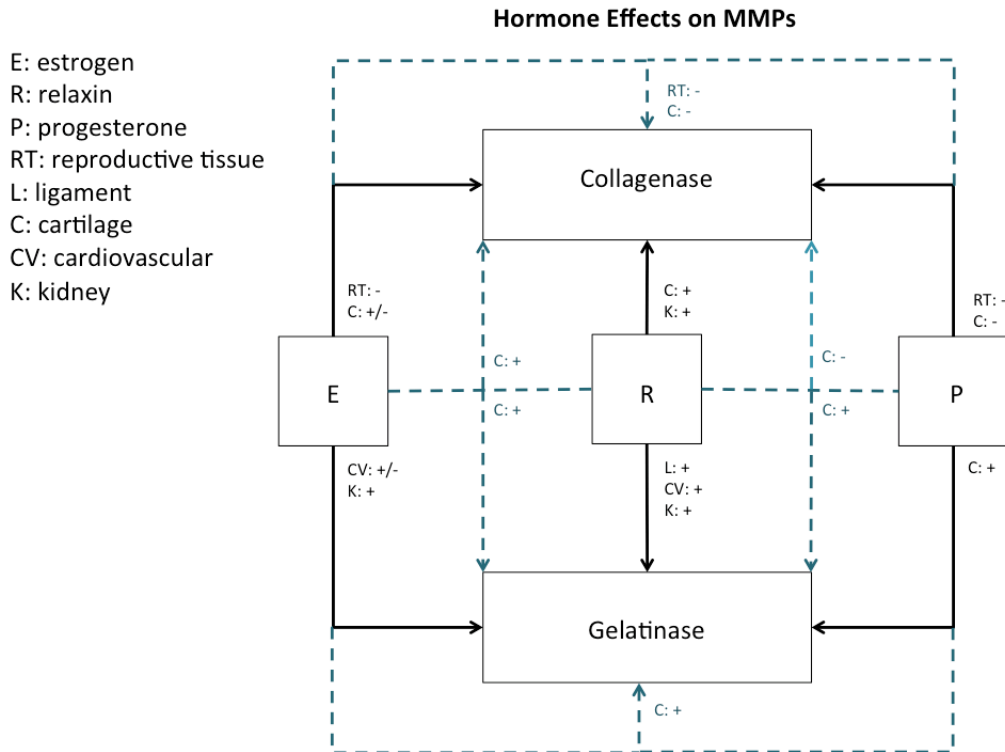 Hormone Effects on MMPs
E: estrogen
R: relaxin
P: progesterone
RT: reproductive tissue
L: ligament
C: cartilage
CV: cardiovascular
K: kidney
RT: -
C: -
Collagenase
RT: -
C: +/-
C: +
K: +
RT: -
C: -
C: +
C: -
E
R
P
C: +
C: +
CV: +/-
K: +
L: +
CV: +
K: +
C: +
Gelatinase
C: +